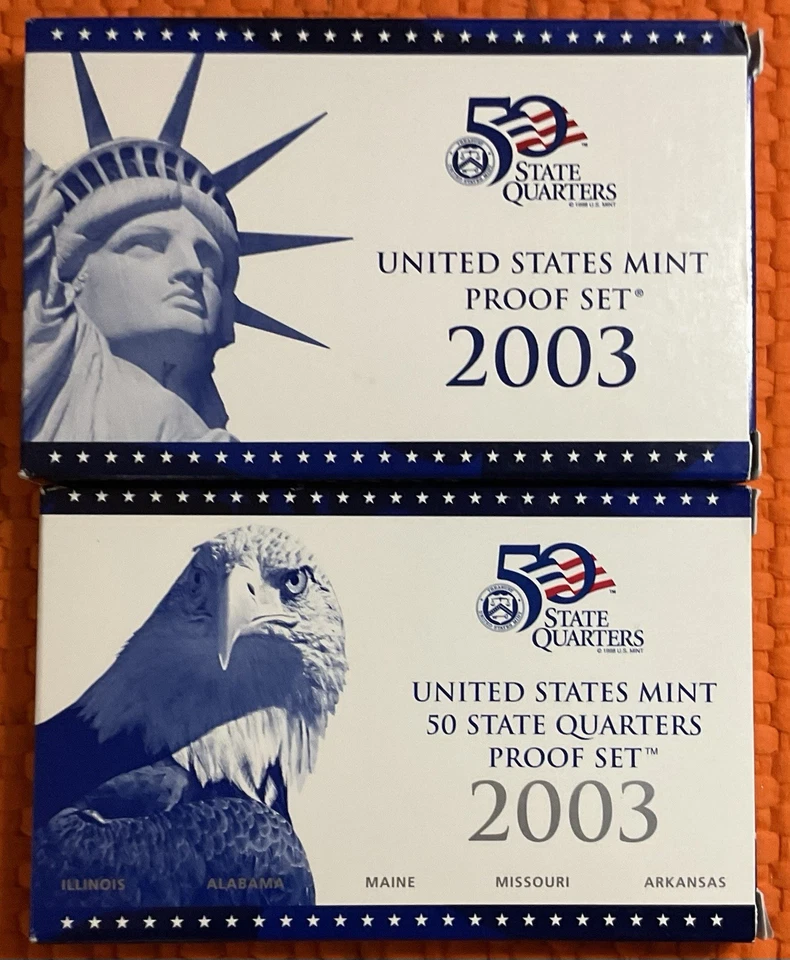 50
STATE
QUARTERS
© 1998 U.S. MINT
UNITED STATES MINT
PROOF SET®
2003
50
STATE
QUARTERS
© 1998 U.S. MINT
UNITED STATES MINT
50 STATE QUARTERS
PROOF SET™
2003
ILLINOIS ALABAMA MAINE MISSOURI ARKANSAS